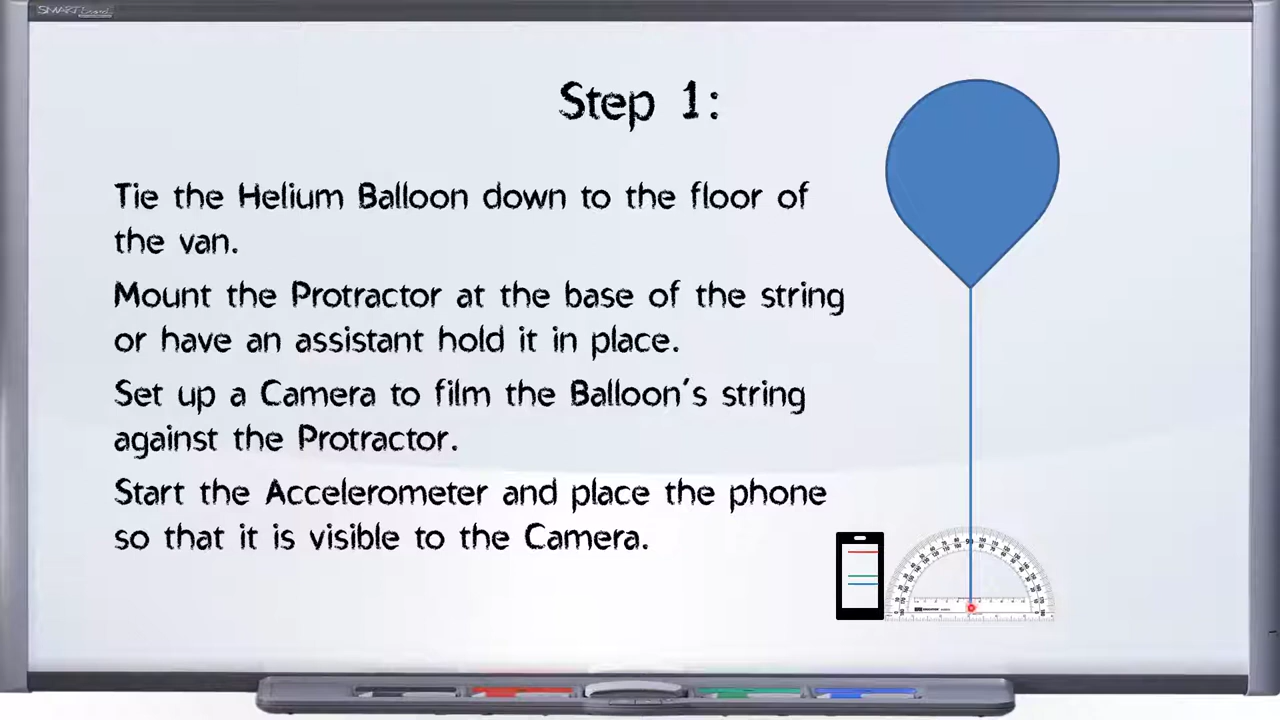 SMART Board
Step 1:
Tie the Helium Balloon down to the floor of
the van.
Mount the Protractor at the base of the string
or have an assistant hold it in place.
Set up a Camera to film the Balloon's string
against the Protractor.
Start the Accelerometer and place the phone
so that it is visible to the Camera.